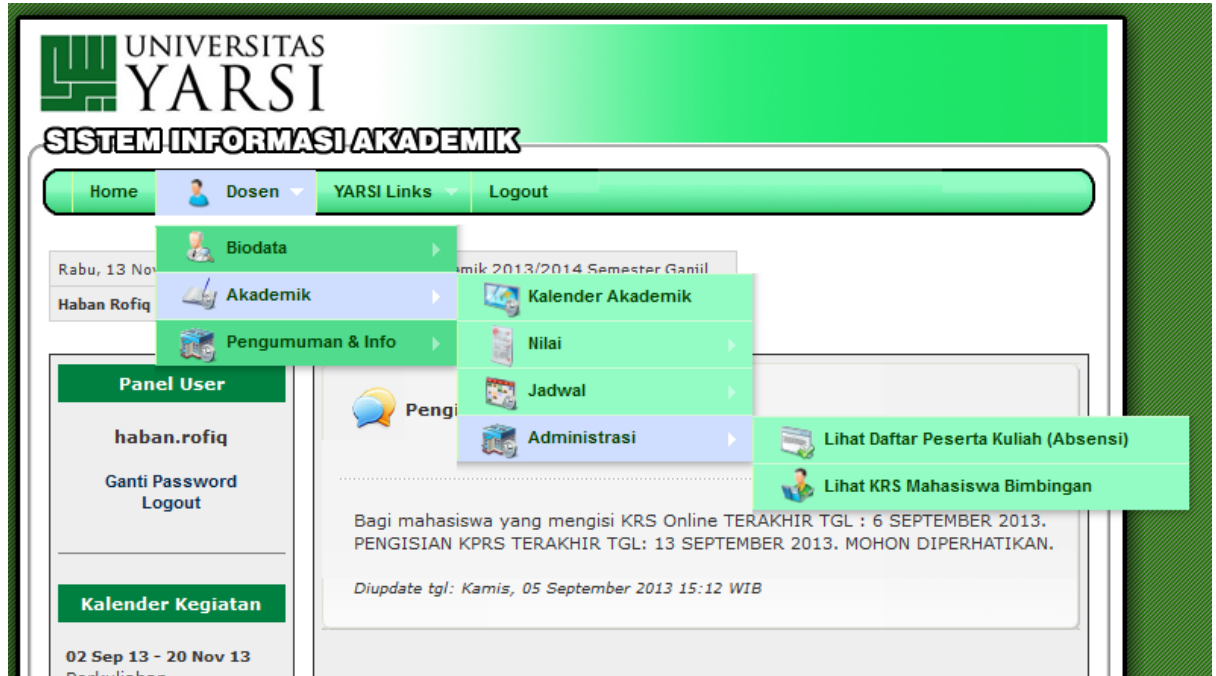 UNIVERSITAS
YARSI
SISTEM INFORMASI AKADEMIK
Home Dosen YARSI Links Logout
Biodata
Rabu, 13 Nov
mik 2013/2014 Semester Ganjil
Akademik
Kalender Akademik
Haban Rofiq
Pengumuman & Info
Nilai
Panel User
Jadwal
Pengi
haban.rofiq
Administrasi
Lihat Daftar Peserta Kuliah (Absensi)
Ganti Password
Lihat KRS Mahasiswa Bimbingan
Logout
Bagi mahasiswa yang mengisi KRS Online TERAKHIR TGL : 6 SEPTEMBER 2013.
PENGISIAN KPRS TERAKHIR TGL: 13 SEPTEMBER 2013. MOHON DIPERHATIKAN.
Diupdate tgl: Kamis, 05 September 2013 15:12 WIB
Kalender Kegiatan
02 Sep 13 - 20 Nov 13
Perkuliahan